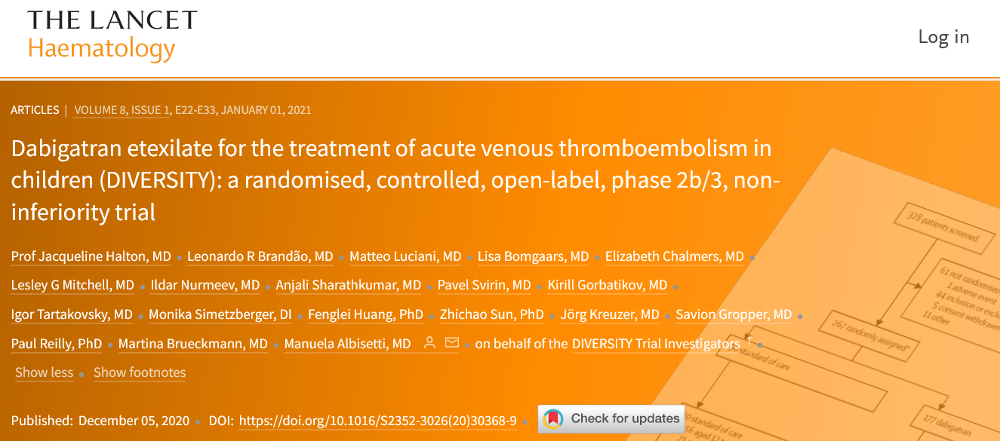 THE LANCET
Haematology
Log in
ARTICLES | VOLUME 8, ISSUE 1, E22-E33, JANUARY 01, 2021
Dabigatran etexilate for the treatment of acute venous thromboembolism in
children (DIVERSITY): a randomised, controlled, open-label, phase 2b/3, non-
inferiority trial
Prof Jacqueline Halton, MD • Leonardo R Brandão, MD • Matteo Luciani, MD • Lisa Bomgaars, MD • Elizabeth Chalmers, MD •
Lesley G Mitchell, MD • Ildar Nurmeev, MD • Anjali Sharathkumar, MD • Pavel Svirin, MD • Kirill Gorbatikov, MD •
Igor Tartakovsky, MD • Monika Simetzberger, DI • Fenglei Huang, PhD • Zhichao Sun, PhD • Jörg Kreuzer, MD • Savion Gropper, MD •
Paul Reilly, PhD • Martina Brueckmann, MD • Manuela Albisetti, MD • on behalf of the DIVERSITY Trial Investigators † •
Show less • Show footnotes
Published: December 05, 2020 • DOI: https://doi.org/10.1016/S2352-3026(20)30368-9 •
Check for updates
328 patients screened
61 not randomised
1 adverse event
44 inclusion or
5 consent withdrawn
11 other
267 randomly assigned*
standard of care
standard of care
177 dabigatran